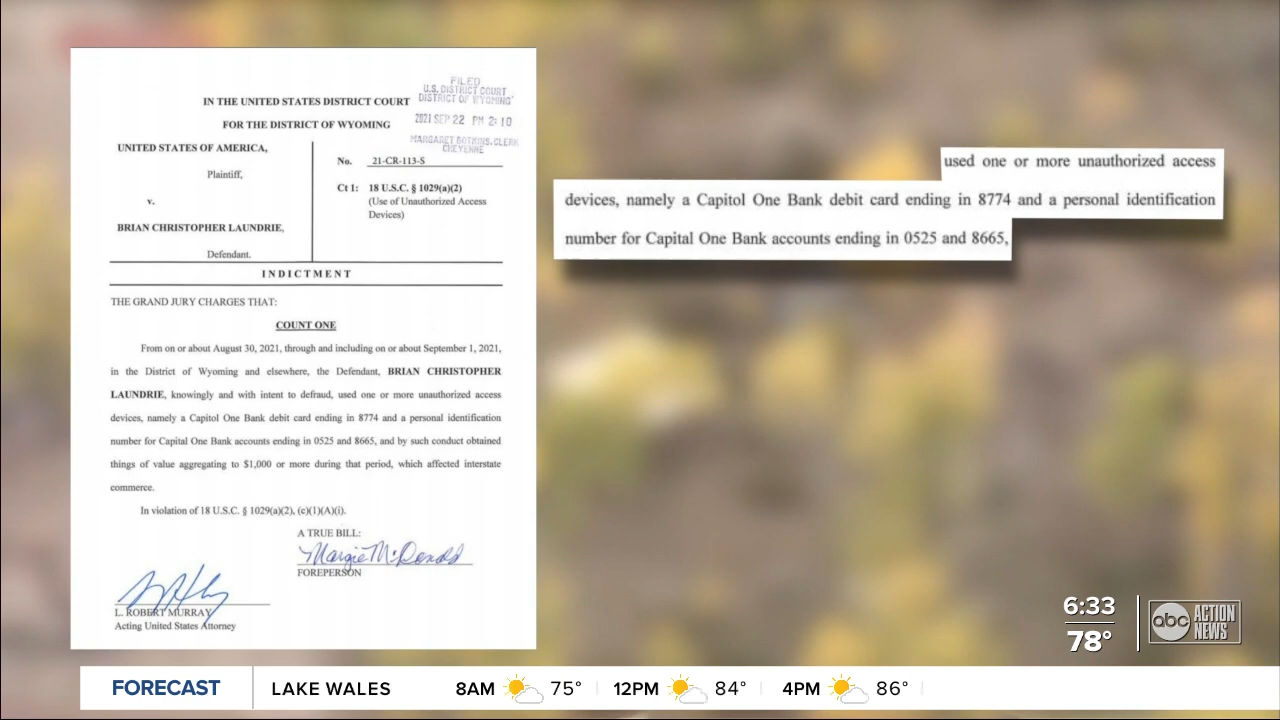 FILED
U.S. DISTRICT COURT
DISTRICT OF WYOMING
2021 SEP 22 PM 2:10
MARGARET BOTKINS, CLERK
CHEYENNE
IN THE UNITED STATES DISTRICT COURT
FOR THE DISTRICT OF WYOMING
UNITED STATES OF AMERICA,
Plaintiff,
v.
BRIAN CHRISTOPHER LAUNDRIE,
Defendant.
No. 21-CR-113-S
Ct 1: 18 U.S.C. § 1029(a)(2)
(Use of Unauthorized Access
Devices)
INDICTMENT
THE GRAND JURY CHARGES THAT:
COUNT ONE
From on or about August 30, 2021, through and including on or about September 1, 2021,
in the District of Wyoming and elsewhere, the Defendant, BRIAN CHRISTOPHER
LAUNDRIE, knowingly and with intent to defraud, used one or more unauthorized access
devices, namely a Capitol One Bank debit card ending in 8774 and a personal identification
number for Capital One Bank accounts ending in 0525 and 8665, and by such conduct obtained
things of value aggregating to $1,000 or more during that period, which affected interstate
commerce.
In violation of 18 U.S.C. § 1029(a)(2), (c)(1)(A)(i).
A TRUE BILL:
Margie McDonald
FOREPERSON
L. ROBERT MURRAY
Acting United States Attorney
used one or more unauthorized access
devices, namely a Capitol One Bank debit card ending in 8774 and a personal identification
number for Capital One Bank accounts ending in 0525 and 8665,
6:33
78°
abc ACTION
NEWS
FORECAST LAKE WALES 8AM 75° 12PM 84° 4PM 86°